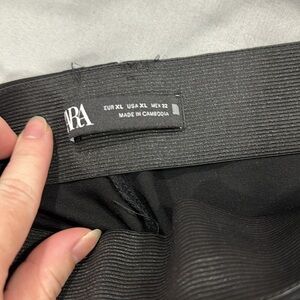 ARA
EUR XL USA XL MEX 32
MADE IN CAMBODIA